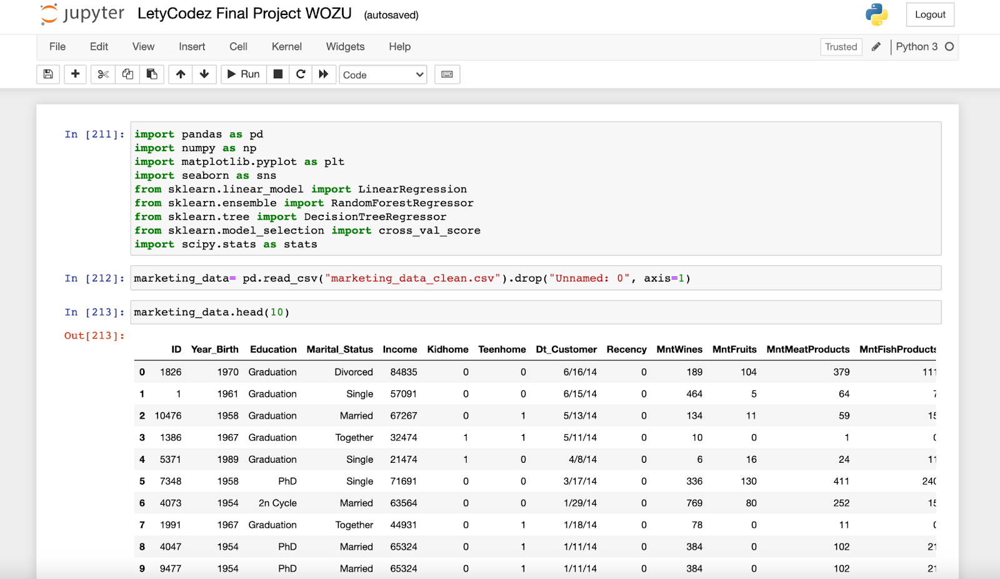 jupyter LetyCodez Final Project WOZU (autosaved) Logout
File Edit View Insert Cell Kernel Widgets Help Trusted Python 3
Run Code
In [211]: import pandas as pd
import numpy as np
import matplotlib.pyplot as plt
import seaborn as sns
from sklearn.linear_model import LinearRegression
from sklearn.ensemble import RandomForestRegressor
from sklearn.tree import DecisionTreeRegressor
from sklearn.model_selection import cross_val_score
import scipy.stats as stats
In [212]: marketing_data= pd.read_csv("marketing_data_clean.csv").drop("Unnamed: 0", axis=1)
In [213]: marketing_data.head(10)
Out[213]:
ID Year_Birth Education Marital_Status Income Kidhome Teenhome Dt_Customer Recency MntWines MntFruits MntMeatProducts MntFishProducts
0 1826 1970 Graduation Divorced 84835 0 0 6/16/14 0 189 104 379 111
1 1 1961 Graduation Single 57091 0 0 6/15/14 0 464 5 64 7
2 10476 1958 Graduation Married 67267 0 1 5/13/14 0 134 11 59 15
3 1386 1967 Graduation Together 32474 1 1 5/11/14 0 10 0 1 0
4 5371 1989 Graduation Single 21474 1 0 4/8/14 0 6 16 24 11
5 7348 1958 PhD Single 71691 0 0 3/17/14 0 336 130 411 240
6 4073 1954 2n Cycle Married 63564 0 0 1/29/14 0 769 80 252 15
7 1991 1967 Graduation Together 44931 0 1 1/18/14 0 78 0 11 0
8 4047 1954 PhD Married 65324 0 1 1/11/14 0 384 0 102 21
9 9477 1954 PhD Married 65324 0 1 1/11/14 0 384 0 102 21